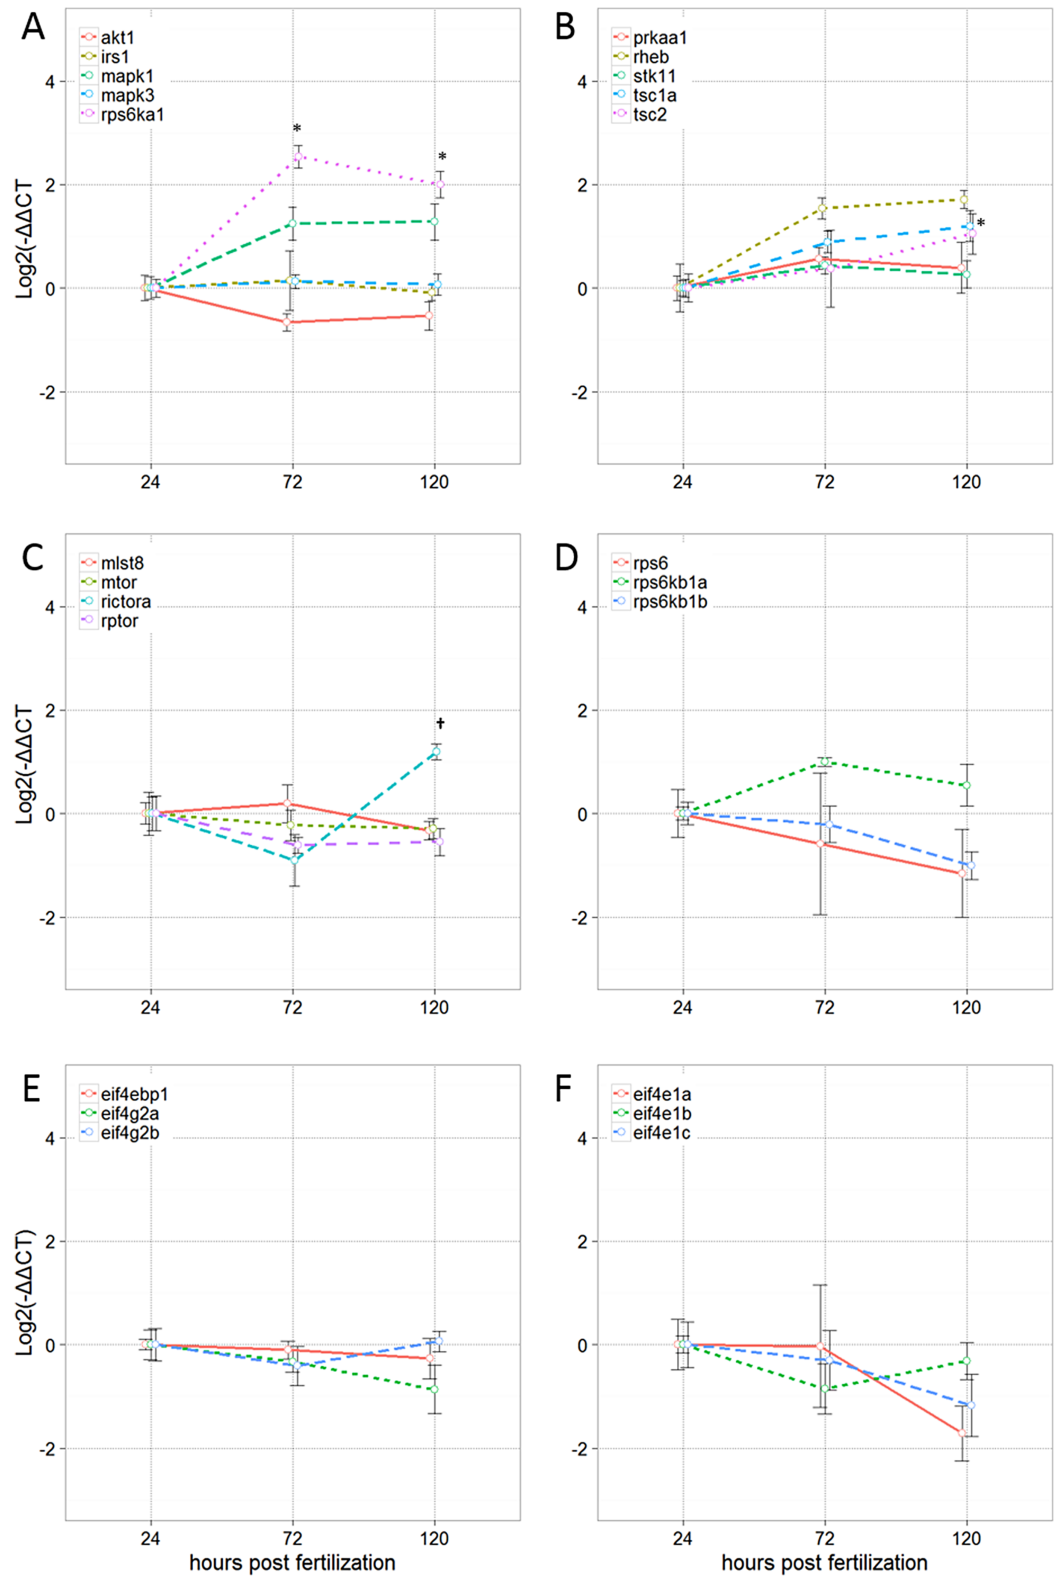 A
akt1
irs1
mapk1
mapk3
rps6ka1
*
*
4
2
0
-2
Log2(-ΔΔCT
24 72 120
B
prkaa1
rheb
stk11
tsc1a
tsc2
*
4
2
0
-2
24 72 120
C
mlst8
mtor
rictora
rptor
†
4
2
0
-2
Log2(-ΔΔCT
24 72 120
D
rps6
rps6kb1a
rps6kb1b
4
2
0
-2
24 72 120
E
eif4ebp1
eif4g2a
eif4g2b
4
2
0
-2
Log2(-ΔΔCT)
24 72 120
hours post fertilization
F
eif4e1a
eif4e1b
eif4e1c
4
2
0
-2
24 72 120
hours post fertilization